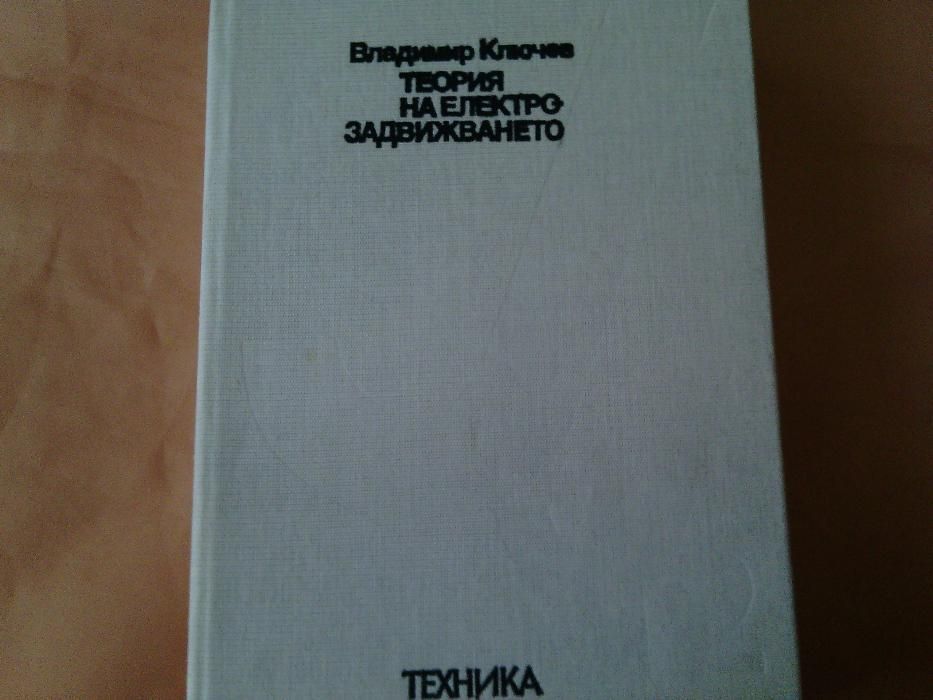 Владимир Ключев
ТЕОРИЯ
НА ЕЛЕКТРО-
ЗАДВИЖВАНЕТО
ТЕХНИКА